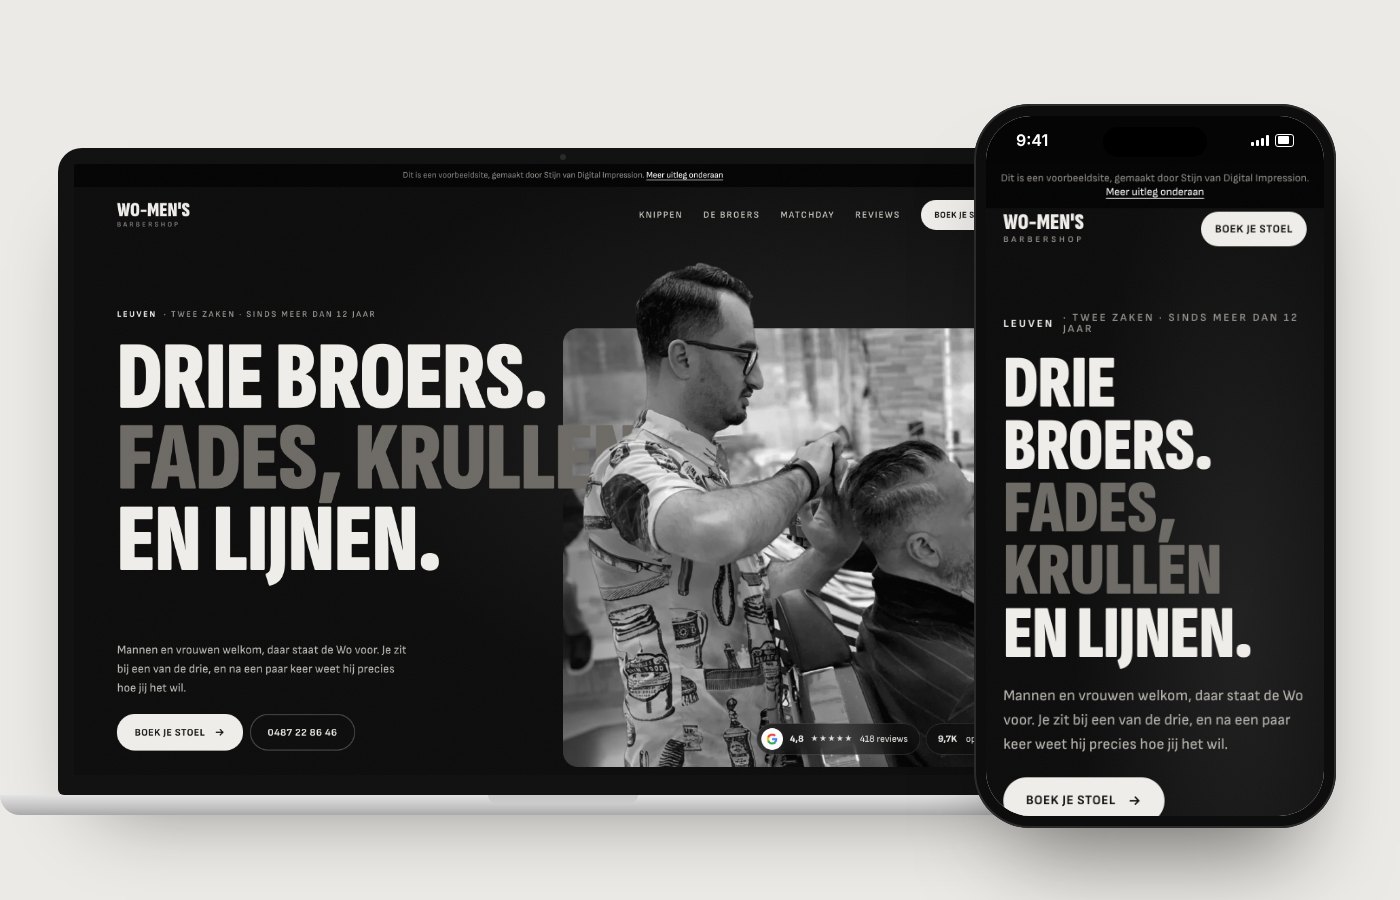 Dit is een voorbeeldsite, gemaakt door Stijn van Digital Impression. Meer uitleg onderaan
WO-MEN'S
BARBERSHOP
KNIPPEN DE BROERS MATCHDAY REVIEWS BOEK JE S
LEUVEN · TWEE ZAKEN · SINDS MEER DAN 12 JAAR
DRIE BROERS.
FADES, KRULLEN
EN LIJNEN.
Mannen en vrouwen welkom, daar staat de Wo voor. Je zit
bij een van de drie, en na een paar keer weet hij precies
hoe jij het wil.
BOEK JE STOEL → 0487 22 86 46
4,8 ★★★★★ 418 reviews 9,7K op
9:41
Dit is een voorbeeldsite, gemaakt door Stijn van Digital Impression.
Meer uitleg onderaan
WO-MEN'S
BARBERSHOP
BOEK JE STOEL
LEUVEN · TWEE ZAKEN · SINDS MEER DAN 12
JAAR
DRIE
BROERS.
FADES,
KRULLEN
EN LIJNEN.
Mannen en vrouwen welkom, daar staat de Wo
voor. Je zit bij een van de drie, en na een paar
keer weet hij precies hoe jij het wil.
BOEK JE STOEL →